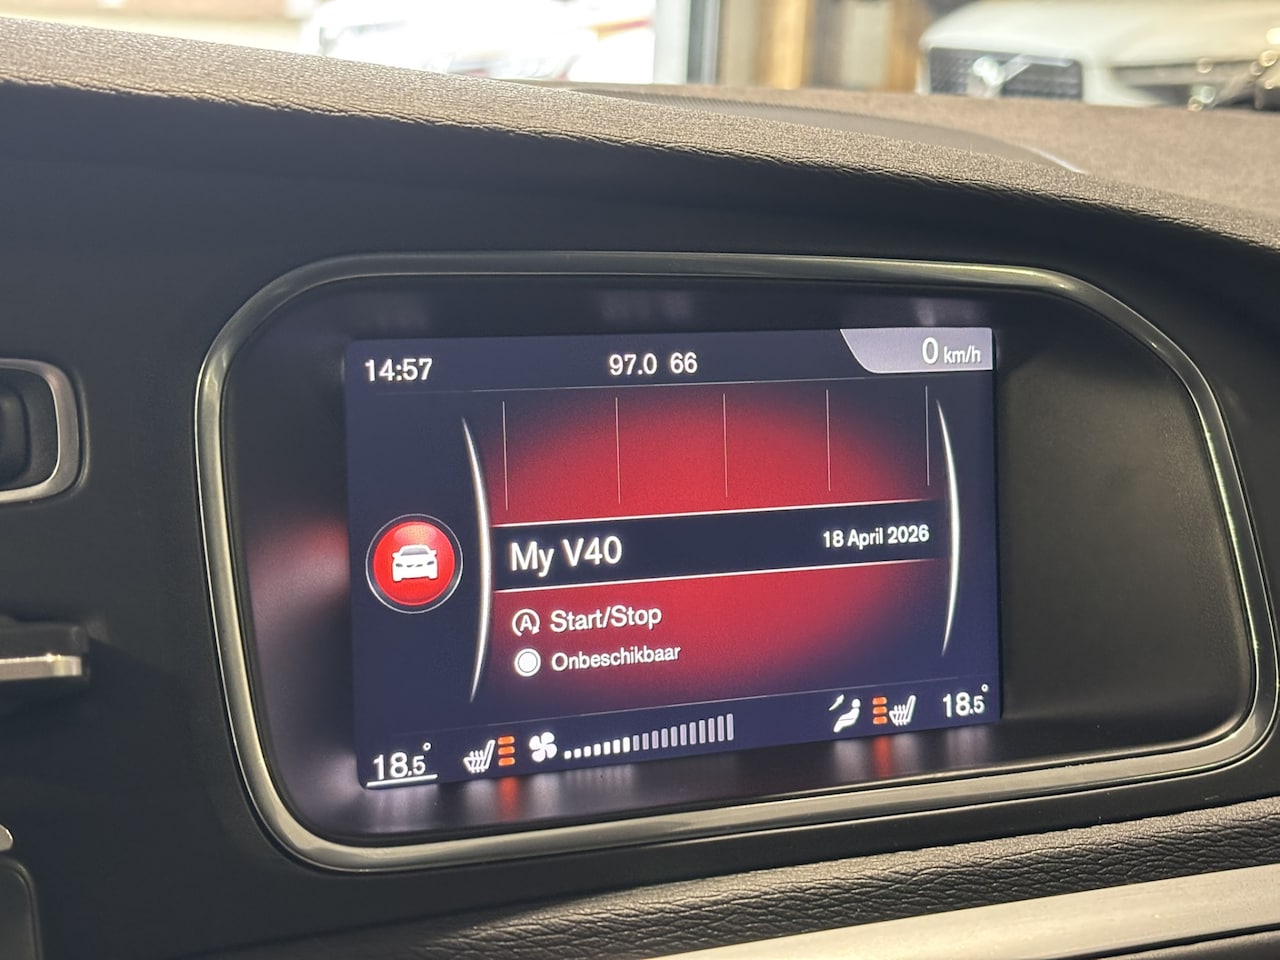 14:57
97.0 66
0 km/h
My V40
18 April 2026
A Start/Stop
Onbeschikbaar
18.5°
18.5°